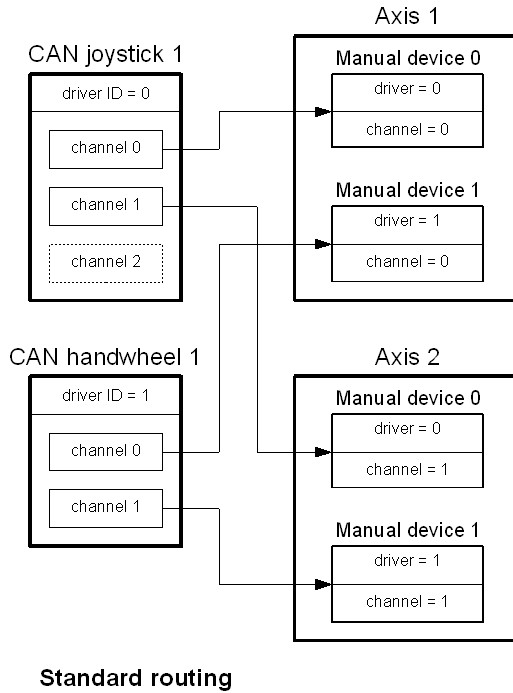 Axis 1
CAN joystick 1
Manual device 0
driver ID = 0
driver = 0
channel 0
channel = 0
channel 1
Manual device 1
driver = 1
channel 2
channel = 0
CAN handwheel 1
Axis 2
driver ID = 1
Manual device 0
driver = 0
channel 0
channel = 1
channel 1
Manual device 1
driver = 1
channel = 1
Standard routing